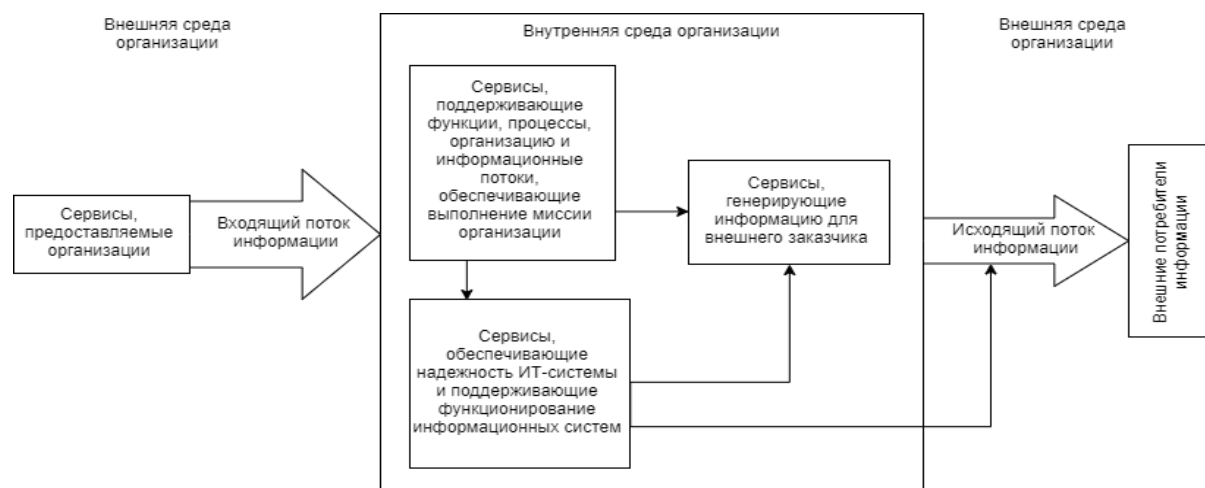 Внешняя среда
организации
Внутренняя среда организации
Внешняя среда
организации
Сервисы,
предоставляемые
организации
Входящий поток
информации
Сервисы,
поддерживающие
функции, процессы,
организацию и
информационные
потоки,
обеспечивающие
выполнение миссии
организации
Сервисы,
генерирующие
информацию для
внешнего заказчика
Сервисы,
обеспечивающие
надежность ИТ-системы
и поддерживающие
функционирование
информационных систем
Исходящий поток
информации
Внешние потребители
информации